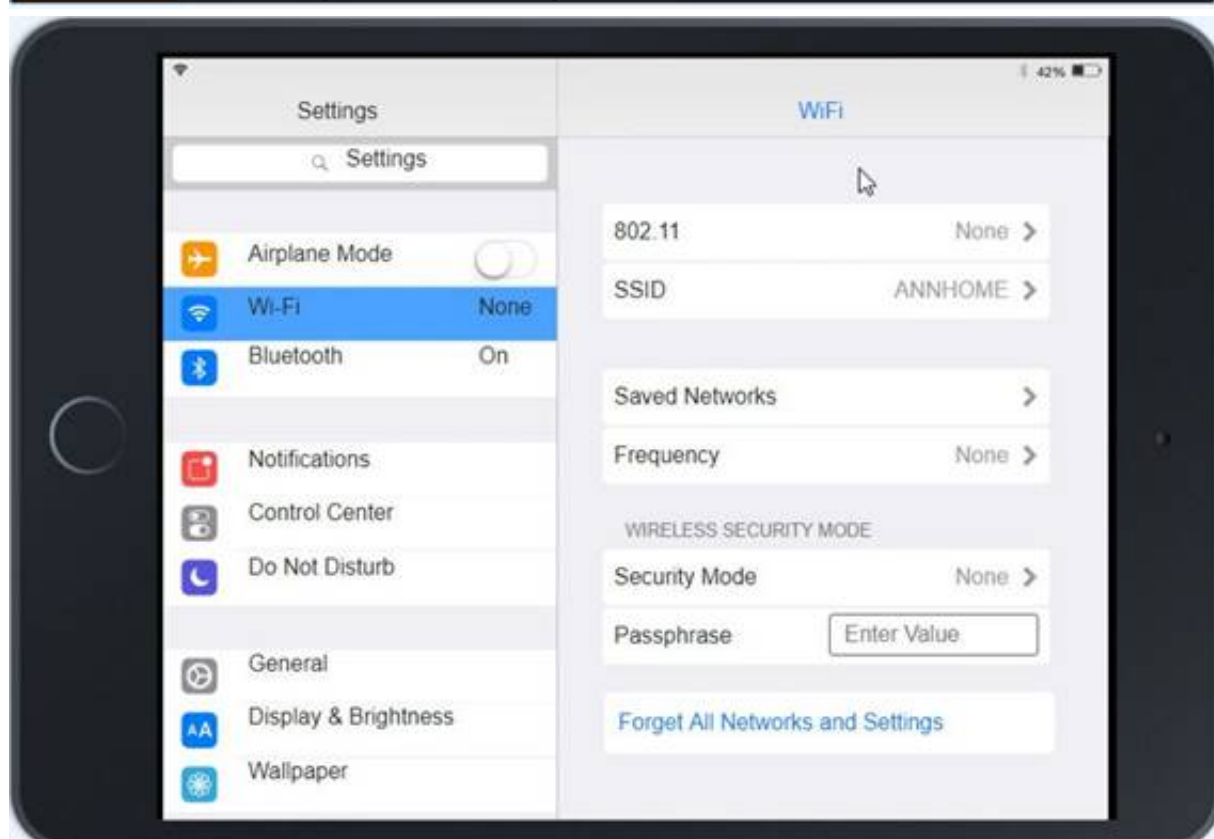 42%
Settings
WiFi
Settings
Airplane Mode
Wi-Fi None
Bluetooth On
Notifications
Control Center
Do Not Disturb
General
Display & Brightness
Wallpaper
802.11 None
SSID ANNHOME
Saved Networks
Frequency None
WIRELESS SECURITY MODE
Security Mode None
Passphrase Enter Value
Forget All Networks and Settings